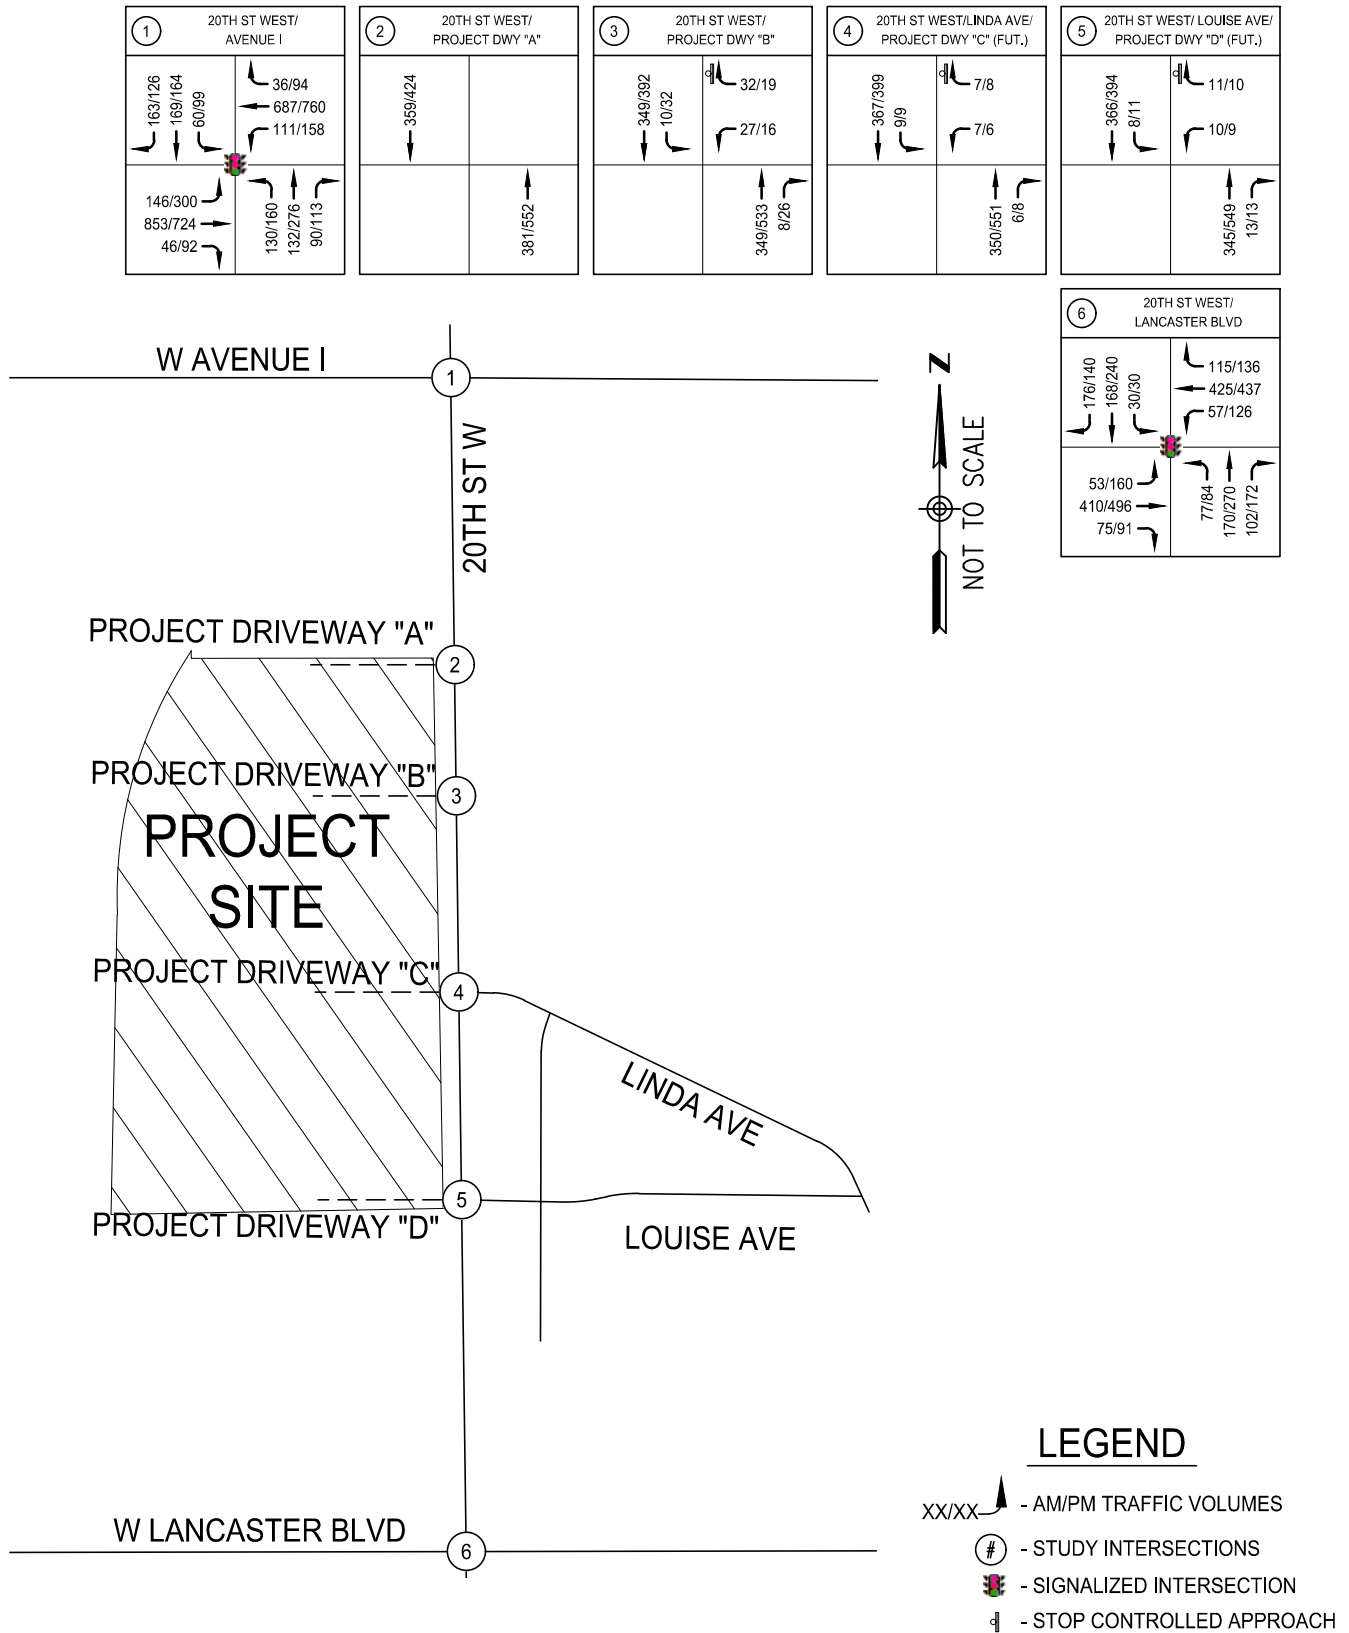 1
20TH ST WEST/
AVENUE I
163/126
169/164
60/99
36/94
687/760
111/158
146/300
853/724
46/92
130/160
132/276
90/113
2
20TH ST WEST/
PROJECT DWY "A"
359/424
381/552
3
20TH ST WEST/
PROJECT DWY "B"
349/392
10/32
32/19
27/16
349/533
8/26
4
20TH ST WEST/LINDA AVE/
PROJECT DWY "C" (FUT.)
367/399
9/9
7/8
7/6
350/551
6/8
5
20TH ST WEST/ LOUISE AVE/
PROJECT DWY "D" (FUT.)
366/394
8/11
11/10
10/9
345/549
13/13
6
20TH ST WEST/
LANCASTER BLVD
176/140
168/240
30/30
115/136
425/437
57/126
53/160
410/496
75/91
77/84
170/270
102/172
W AVENUE I
1
20TH ST W
N
NOT TO SCALE
PROJECT DRIVEWAY "A"
2
PROJECT DRIVEWAY "B"
3
PROJECT
SITE
PROJECT DRIVEWAY "C"
4
LINDA AVE
5
PROJECT DRIVEWAY "D"
LOUISE AVE
W LANCASTER BLVD
6
LEGEND
XX/XX - AM/PM TRAFFIC VOLUMES
# - STUDY INTERSECTIONS
- SIGNALIZED INTERSECTION
- STOP CONTROLLED APPROACH